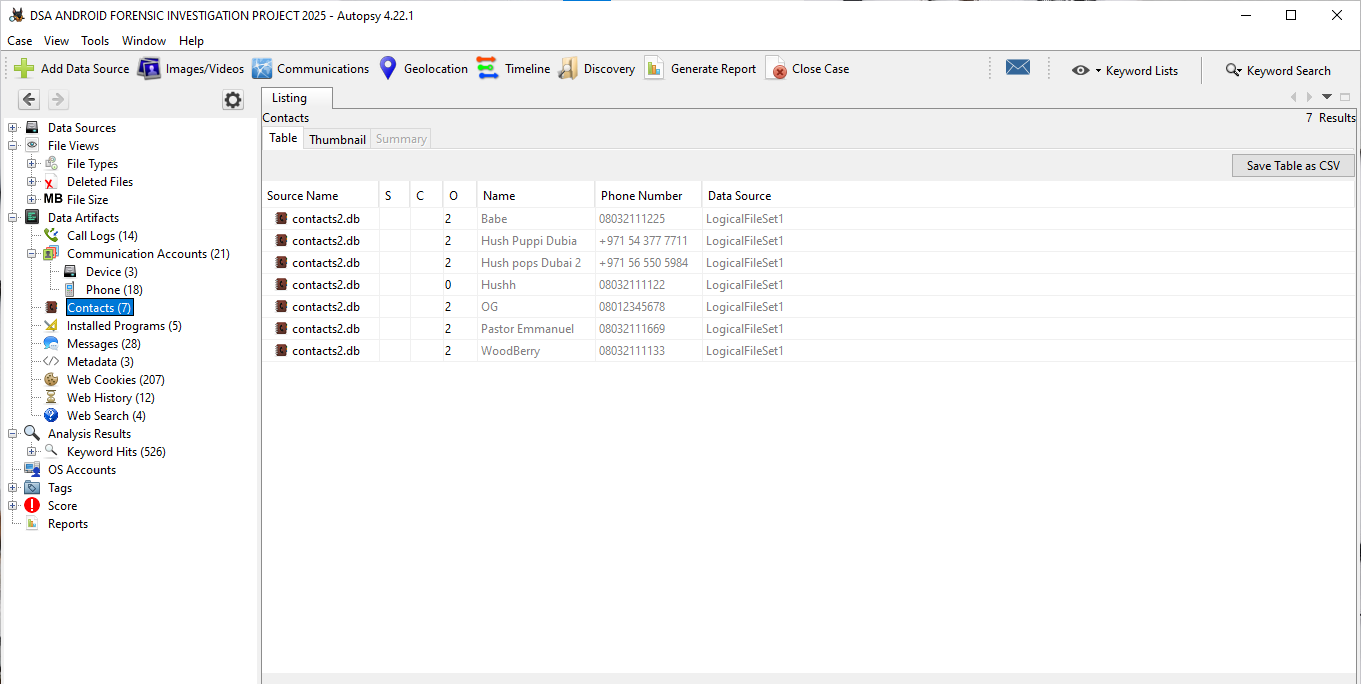 DSA ANDROID FORENSIC INVESTIGATION PROJECT 2025 - Autopsy 4.22.1
Case View Tools Window Help
Add Data Source Images/Videos Communications Geolocation Timeline Discovery Generate Report Close Case Keyword Lists Keyword Search
Listing
Contacts 7 Results
Table Thumbnail Summary
Save Table as CSV
Data Sources
File Views
File Types
Deleted Files
MB File Size
Data Artifacts
Call Logs (14)
Communication Accounts (21)
Device (3)
Phone (18)
Contacts (7)
Installed Programs (5)
Messages (28)
Metadata (3)
Web Cookies (207)
Web History (12)
Web Search (4)
Analysis Results
Keyword Hits (526)
OS Accounts
Tags
Score
Reports
Source Name S C O Name Phone Number Data Source
contacts2.db 2 Babe 08032111225 LogicalFileSet1
contacts2.db 2 Hush Puppi Dubia +971 54 377 7711 LogicalFileSet1
contacts2.db 2 Hush pops Dubai 2 +971 56 550 5984 LogicalFileSet1
contacts2.db 0 Hushh 08032111122 LogicalFileSet1
contacts2.db 2 OG 08012345678 LogicalFileSet1
contacts2.db 2 Pastor Emmanuel 08032111669 LogicalFileSet1
contacts2.db 2 WoodBerry 08032111133 LogicalFileSet1